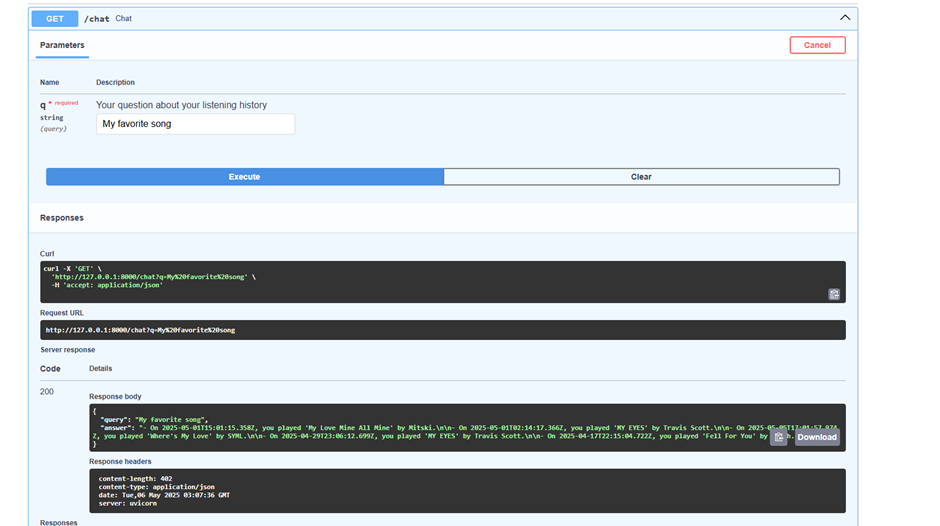 GET /chat Chat
Parameters
Cancel
Name Description
q * required Your question about your listening history
string My favorite song
(query)
Execute Clear
Responses
Curl
curl -X 'GET' \
'http://127.0.0.1:8000/chat?q=My%20favorite%20song' \
-H 'accept: application/json'
Request URL
http://127.0.0.1:8000/chat?q=My%20favorite%20song
Server response
Code Details
200
Response body
{
"query": "My favorite song",
"answer": "- On 2025-05-01T15:01:15.358Z, you played 'My Love Mine All Mine' by Mitski.\n\n- On 2025-05-01T02:14:17.366Z, you played 'MY EYES' by Travis Scott.\n\n- On 2025-
Z, you played 'Where's My Love' by SYML.\n\n- On 2025-04-29T23:06:12.699Z, you played 'MY EYES' by Travis Scott.\n\n- On 2025-04-17T22:15:04.722Z, you played 'Fell For You' by
}
Download
Response headers
content-length: 402
content-type: application/json
date: Tue,06 May 2025 03:07:36 GMT
server: uvicorn
Responses